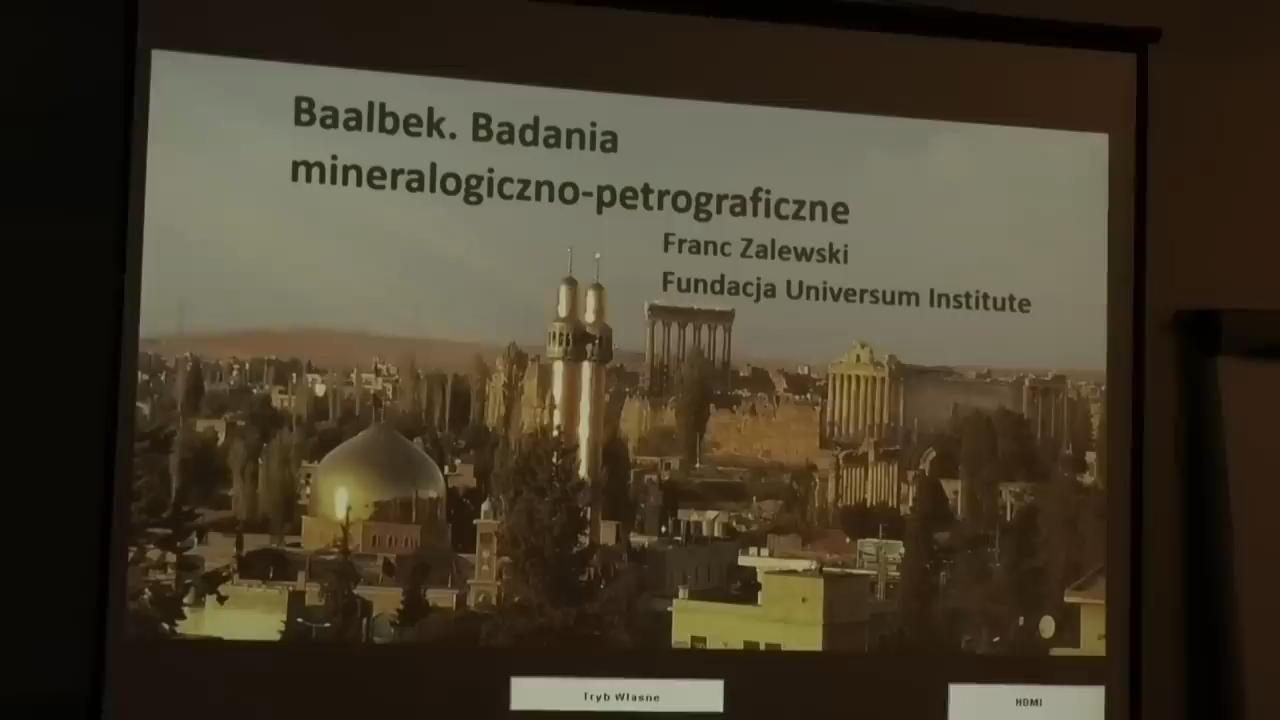 Baalbek. Badania
mineralogiczno-petrograficzne
Franc Zalewski
Fundacja Universum Institute
Tryb Własne
HDMI